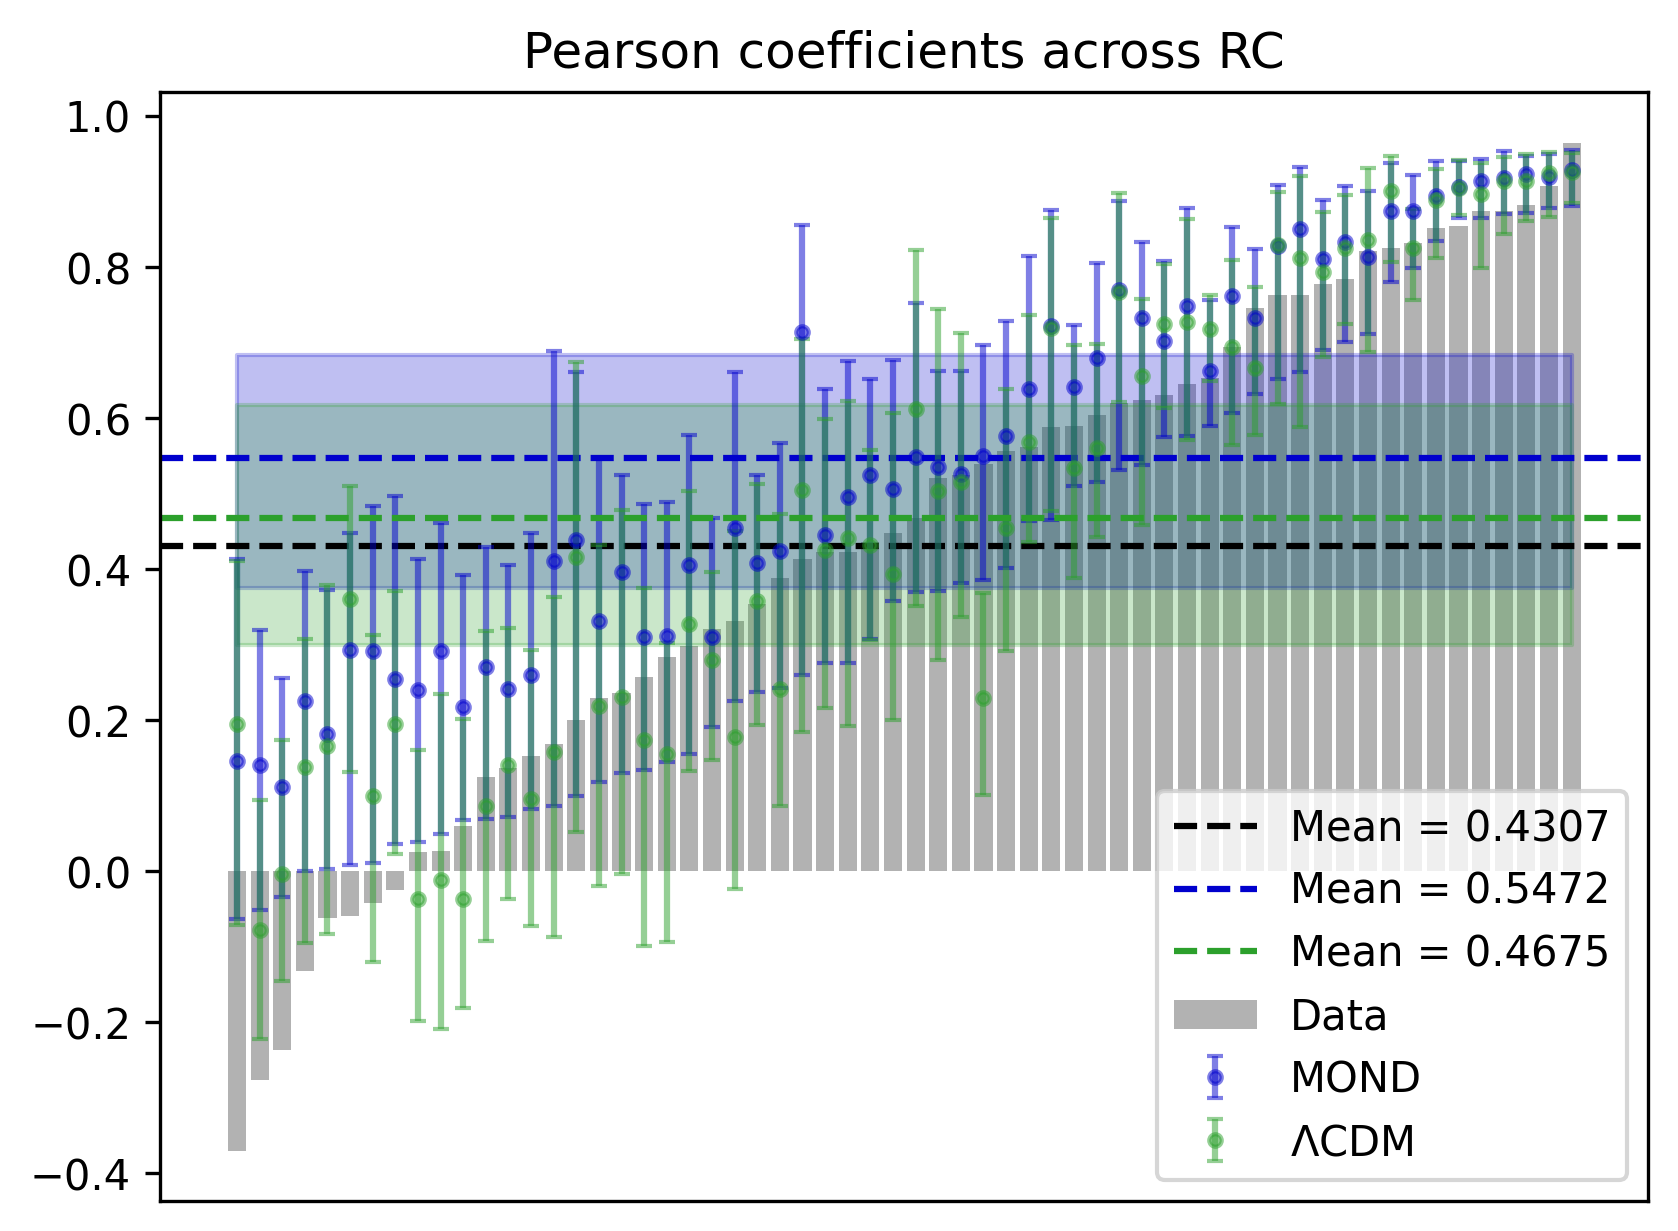 Pearson coefficients across RC
1.0
0.8
0.6
0.4
0.2
0.0
−0.2
−0.4
Mean = 0.4307
Mean = 0.5472
Mean = 0.4675
Data
MOND
ΛCDM